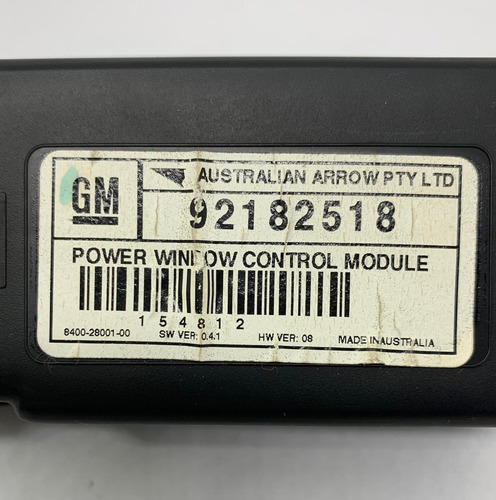 GM
AUSTRALIAN ARROW PTY LTD
92182518
POWER WINDOW CONTROL MODULE
154812
8400-28001-00 SW VER: 0.4.1 HW VER: 08 MADE IN AUSTRALIA